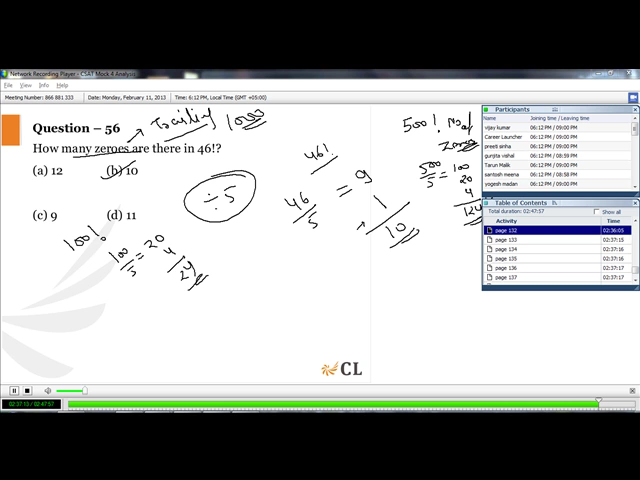 Network Recording Player - CSAT Mock 4 Analysis
File View Info Help
Meeting Number: 866 881 333 Date: Monday, February 11, 2013 Time: 6:12 PM, Local Time (GMT +05:00)
Question – 56
How many zeroes are there in 46!?
(a) 12 (b) 10
(c) 9 (d) 11
Trailing 1000
÷5
46!
46/5 = 9
1
10
100!
100/5 = 20
4
24
500! No. of
zeroes
500/5 = 100
20
4
124
CL
Participants
Name Joining time / Leaving time
vijay kumar 06:12 PM / 09:00 PM
Career Launcher 06:12 PM / 09:00 PM
preeti sinha 06:12 PM / 09:00 PM
gunjita vishal 06:12 PM / 08:58 PM
Tarun Malik 06:12 PM / 09:00 PM
santosh meena 06:12 PM / 08:58 PM
yogesh madan 06:12 PM / 09:00 PM
Table of Contents
Total duration: 02:47:57 Show all
Activity Time
page 132 02:36:05
page 133 02:37:14
page 134 02:37:16
page 135 02:37:16
page 136 02:37:17
page 137 02:37:17
02:37:13 / 02:47:57